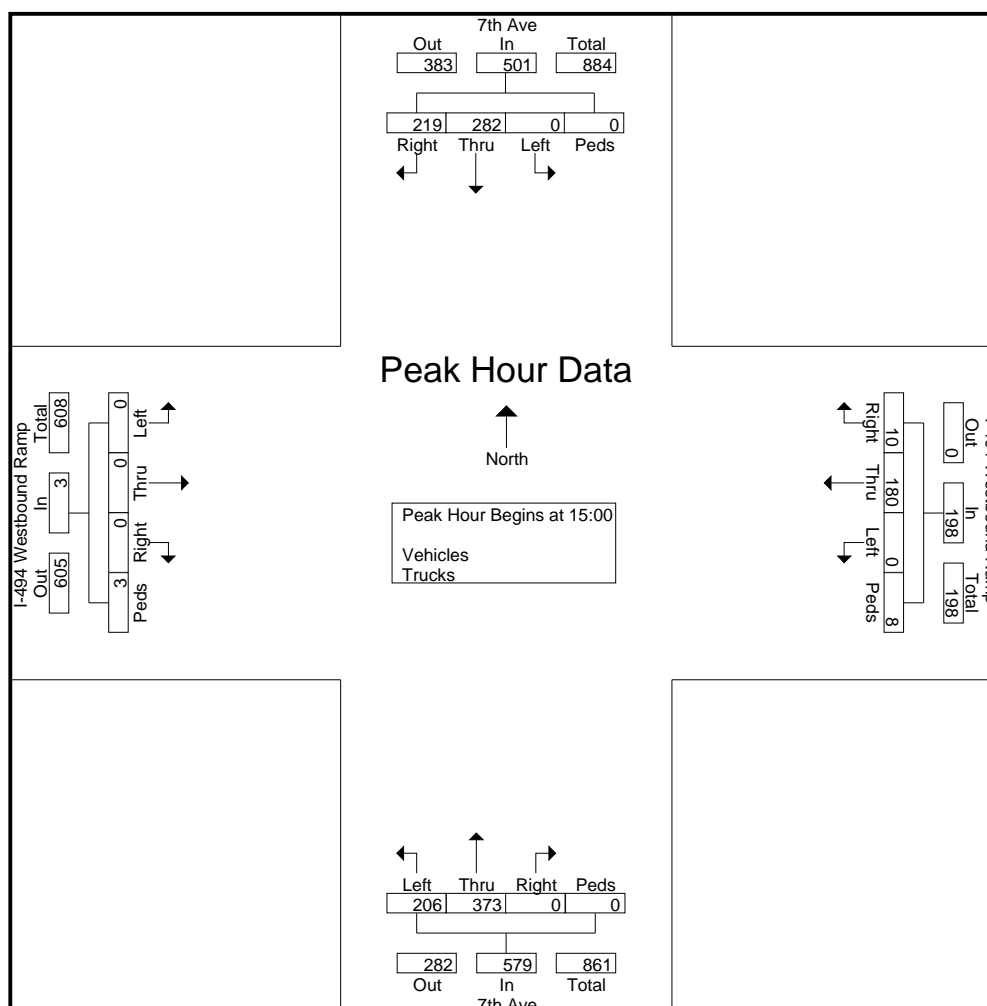 7th Ave
Out In Total
383 501 884
219 282 0 0
Right Thru Left Peds
Peak Hour Data
North
Peak Hour Begins at 15:00
Vehicles
Trucks
I-494 Westbound Ramp
Total In Out
608 3 605
0 0 0 3
Left Thru Right Peds
Right Thru Left Peds
10 180 0 8
0 198 198
Out In Total
Left Thru Right Peds
206 373 0 0
282 579 861
Out In Total
7th Ave